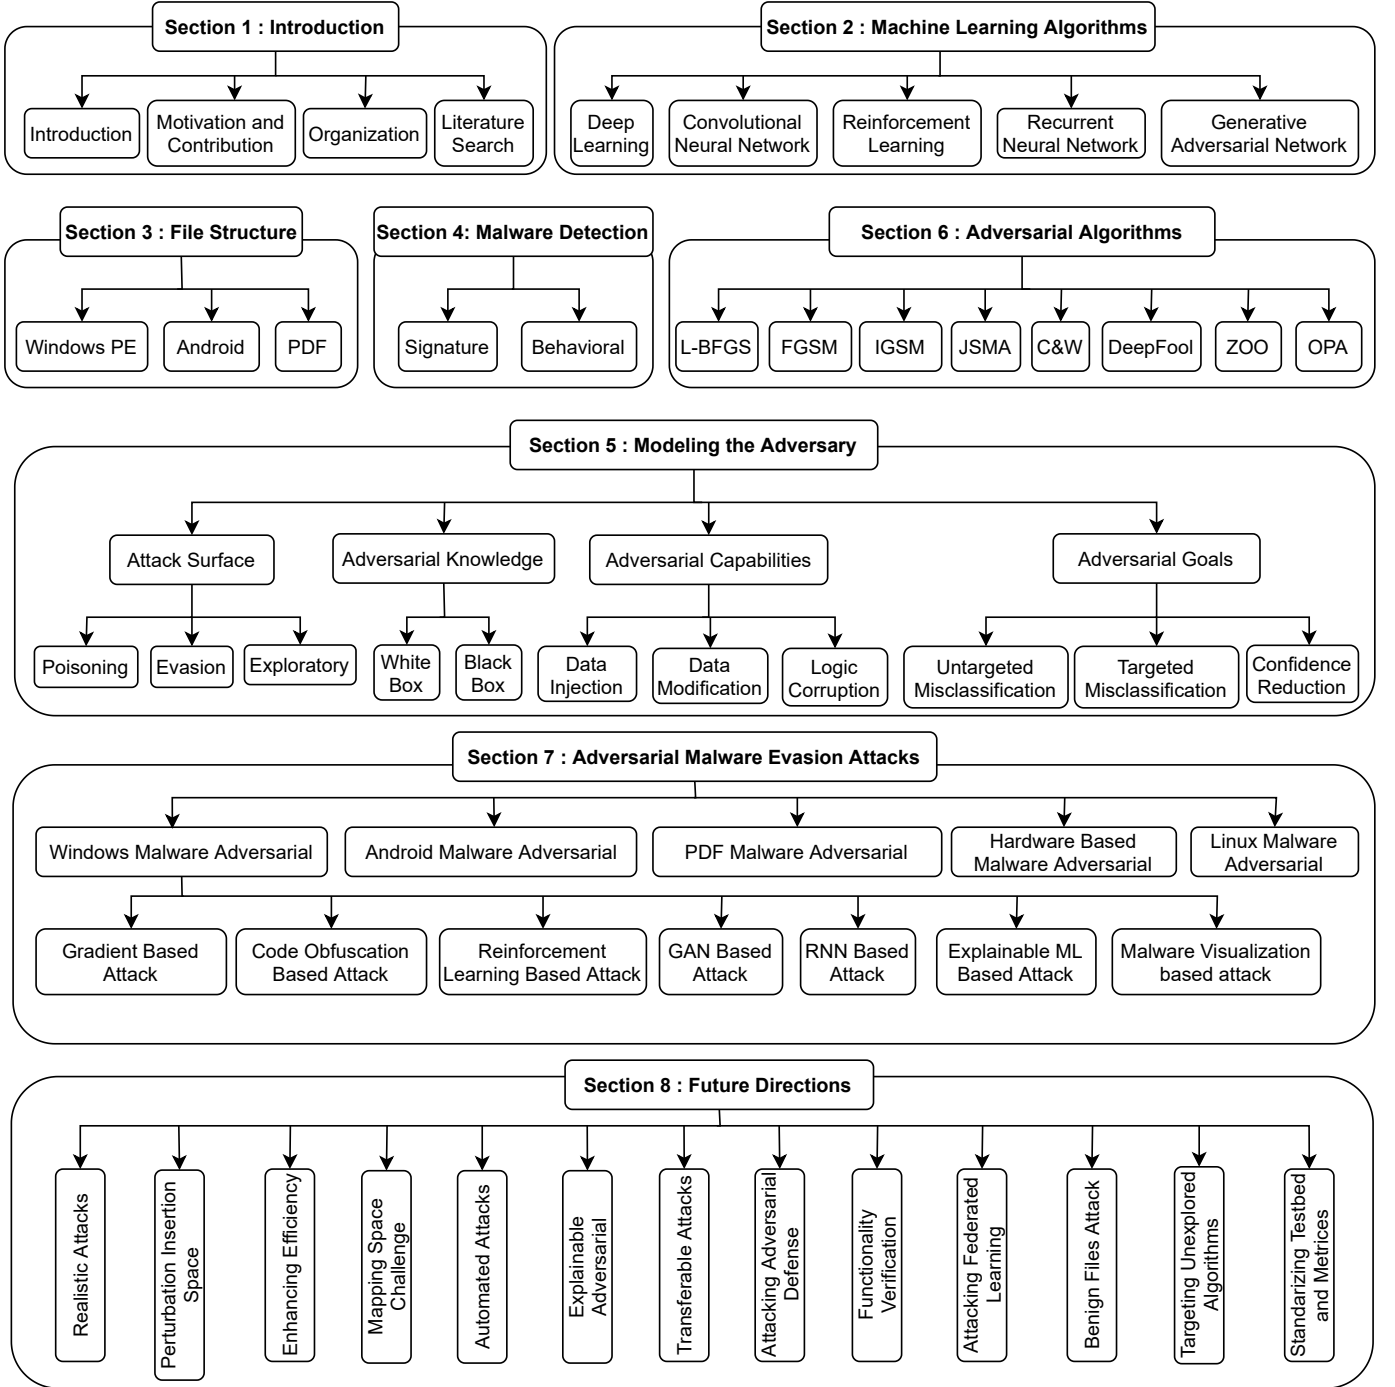 Section 1 : Introduction
Introduction
Motivation and
Contribution
Organization
Literature
Search
Section 2 : Machine Learning Algorithms
Deep
Learning
Convolutional
Neural Network
Reinforcement
Learning
Recurrent
Neural Network
Generative
Adversarial Network
Section 3 : File Structure
Windows PE
Android
PDF
Section 4: Malware Detection
Signature
Behavioral
Section 6 : Adversarial Algorithms
L-BFGS
FGSM
IGSM
JSMA
C&W
DeepFool
ZOO
OPA
Section 5 : Modeling the Adversary
Attack Surface
Poisoning
Evasion
Exploratory
Adversarial Knowledge
White
Box
Black
Box
Adversarial Capabilities
Data
Injection
Data
Modification
Logic
Corruption
Adversarial Goals
Untargeted
Misclassification
Targeted
Misclassification
Confidence
Reduction
Section 7 : Adversarial Malware Evasion Attacks
Windows Malware Adversarial
Android Malware Adversarial
PDF Malware Adversarial
Hardware Based
Malware Adversarial
Linux Malware
Adversarial
Gradient Based
Attack
Code Obfuscation
Based Attack
Reinforcement
Learning Based Attack
GAN Based
Attack
RNN Based
Attack
Explainable ML
Based Attack
Malware Visualization
based attack
Section 8 : Future Directions
Realistic Attacks
Perturbation Insertion
Space
Enhancing Efficiency
Mapping Space
Challenge
Automated Attacks
Explainable
Adversarial
Transferable Attacks
Attacking Adversarial
Defense
Functionality
Verification
Attacking Federated
Learning
Benign Files Attack
Targeting Unexplored
Algorithms
Standarizing Testbed
and Metrices